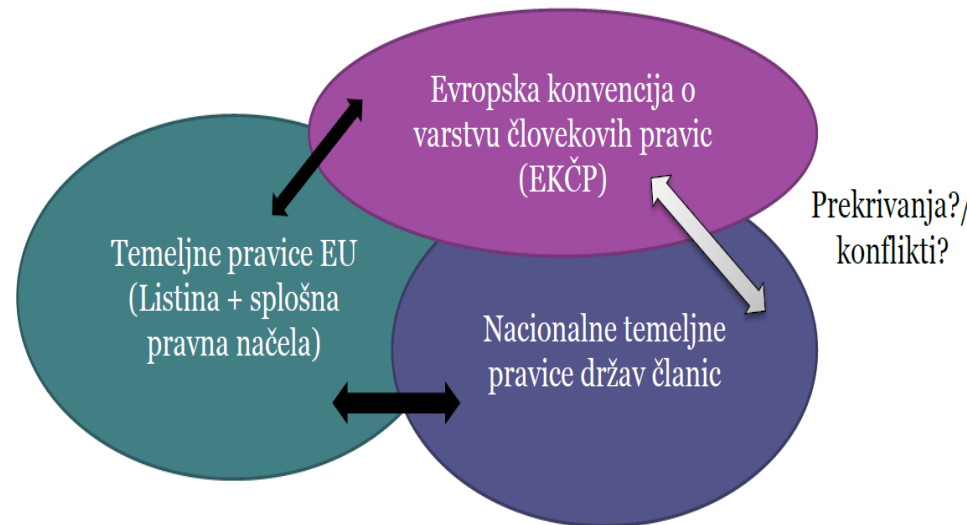 Evropska konvencija o
varstvu človekovih pravic
(EKČP)
Prekrivanja?/
konflikti?
Temeljne pravice EU
(Listina + splošna
pravna načela)
Nacionalne temeljne
pravice držav članic